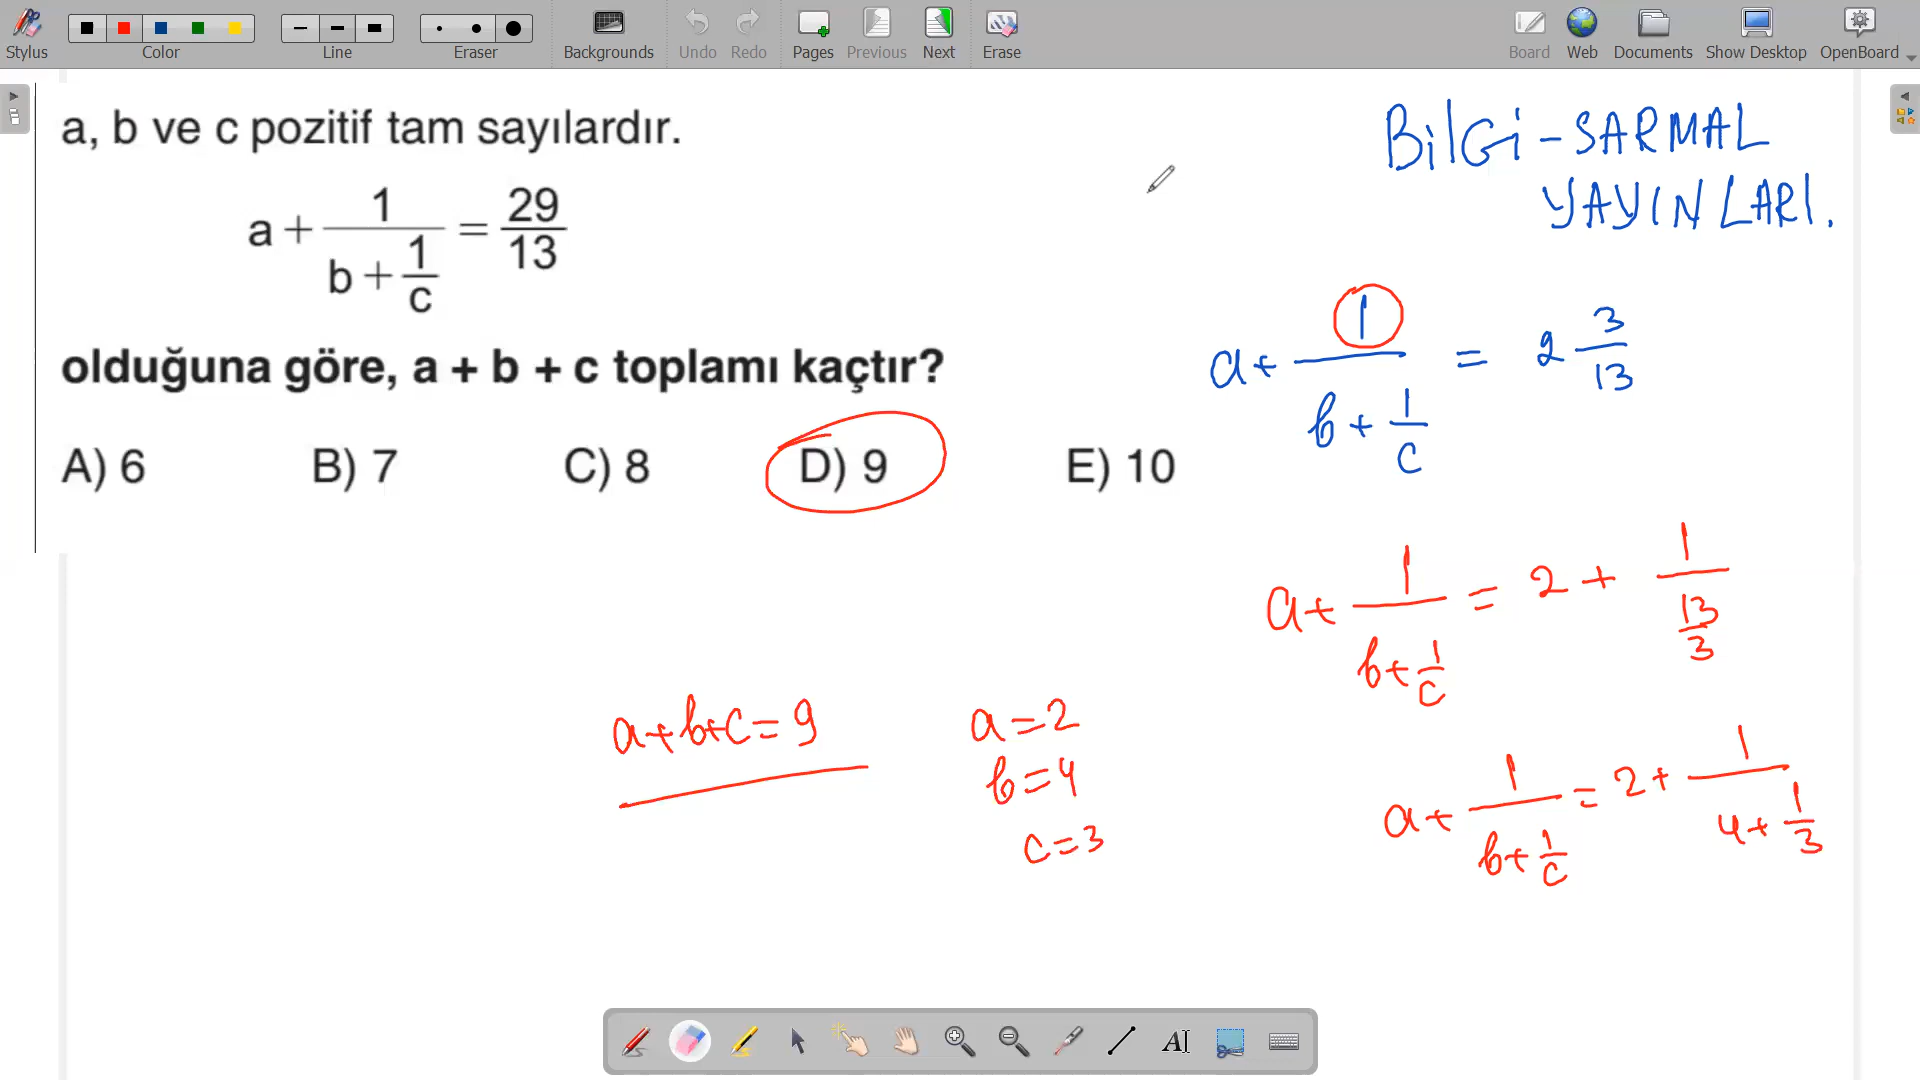 Stylus Color Line Eraser Backgrounds Undo Redo Pages Previous Next Erase Board Web Documents Show Desktop OpenBoard
a, b ve c pozitif tam sayılardır.
a + 1/(b + 1/c) = 29/13
olduğuna göre, a + b + c toplamı kaçtır?
A) 6 B) 7 C) 8 D) 9 E) 10
BİLGİ - SARMAL
YAYINLARI.
a + 1/(b + 1/c) = 2 3/13
a + 1/(b + 1/c) = 2 + 1/(13/3)
a + 1/(b + 1/c) = 2 + 1/(4 + 1/3)
a = 2
b = 4
c = 3
a + b + c = 9
AI